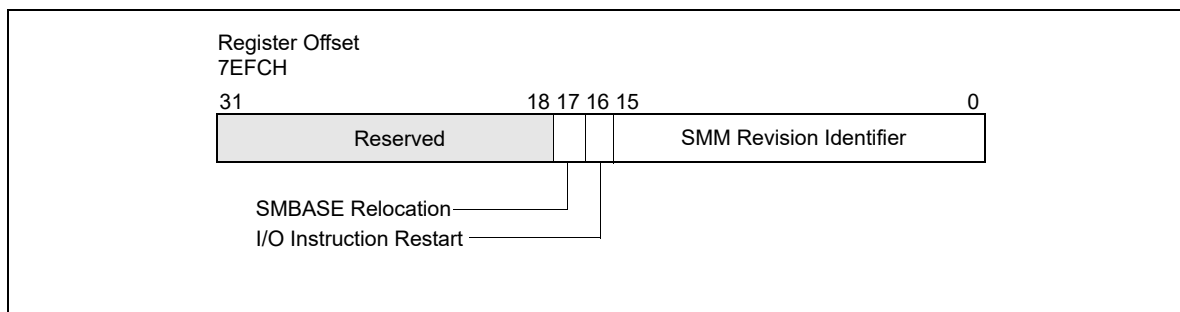 Register Offset
7EFCH
31 18 17 16 15 0
Reserved SMM Revision Identifier
SMBASE Relocation
I/O Instruction Restart